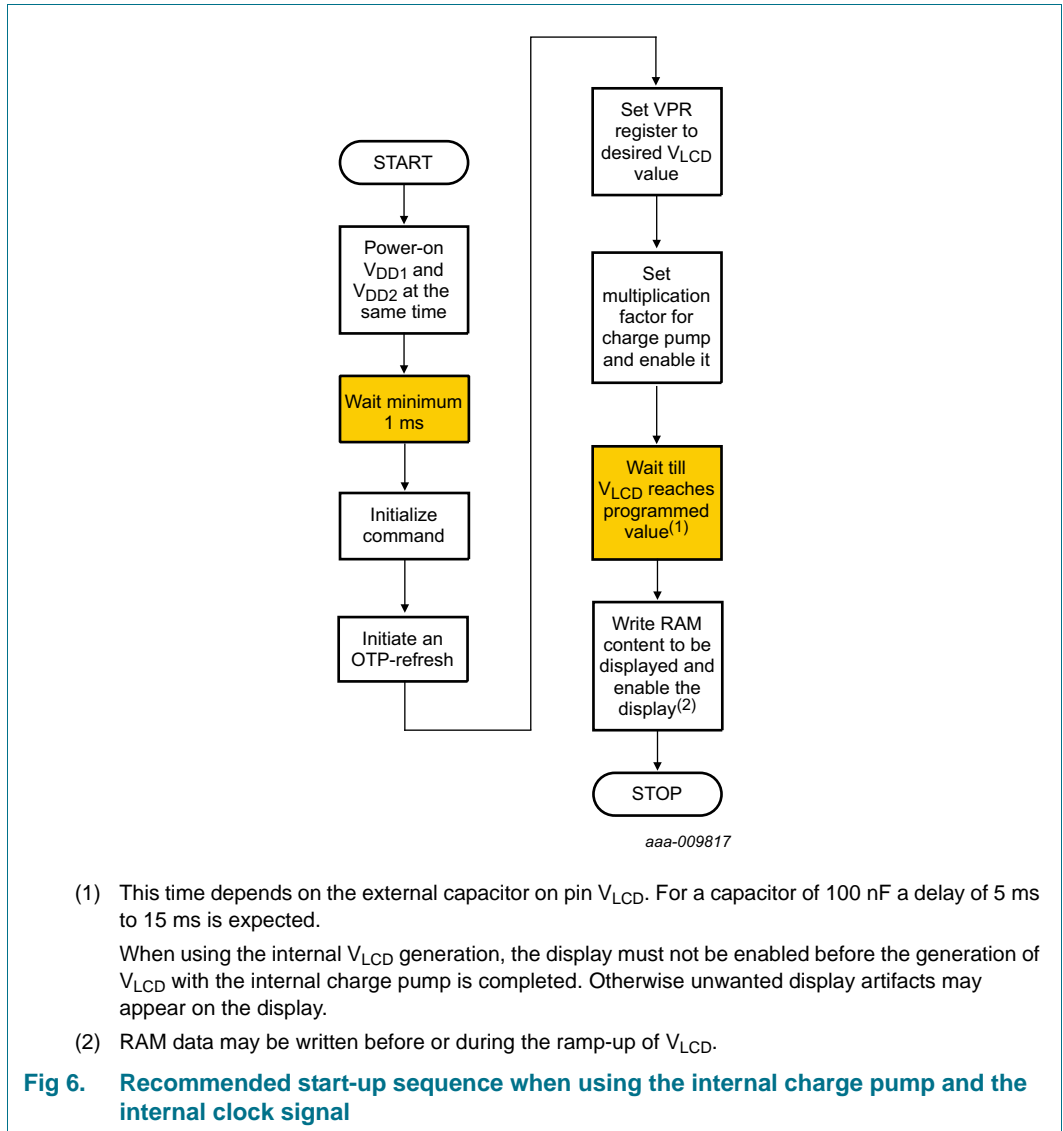 START
Power-on
VDD1 and
VDD2 at the
same time
Wait minimum
1 ms
Initialize
command
Initiate an
OTP-refresh
Set VPR
register to
desired VLCD
value
Set
multiplication
factor for
charge pump
and enable it
Wait till
VLCD reaches
programmed
value(1)
Write RAM
content to be
displayed and
enable the
display(2)
STOP
aaa-009817
(1) This time depends on the external capacitor on pin VLCD. For a capacitor of 100 nF a delay of 5 ms
to 15 ms is expected.
When using the internal VLCD generation, the display must not be enabled before the generation of
VLCD with the internal charge pump is completed. Otherwise unwanted display artifacts may
appear on the display.
(2) RAM data may be written before or during the ramp-up of VLCD.
Fig 6. Recommended start-up sequence when using the internal charge pump and the
internal clock signal